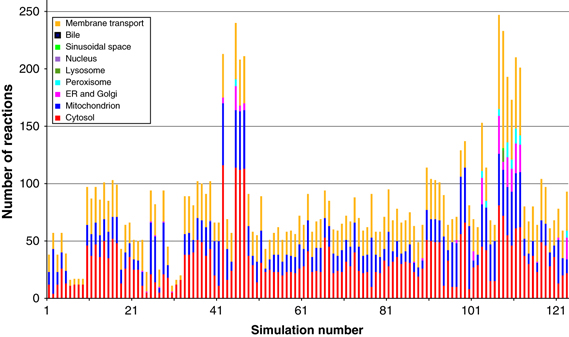 250
200
150
100
50
0
Number of reactions
Membrane transport
Bile
Sinusoidal space
Nucleus
Lysosome
Peroxisome
ER and Golgi
Mitochondrion
Cytosol
1 21 41 61 81 101 121
Simulation number